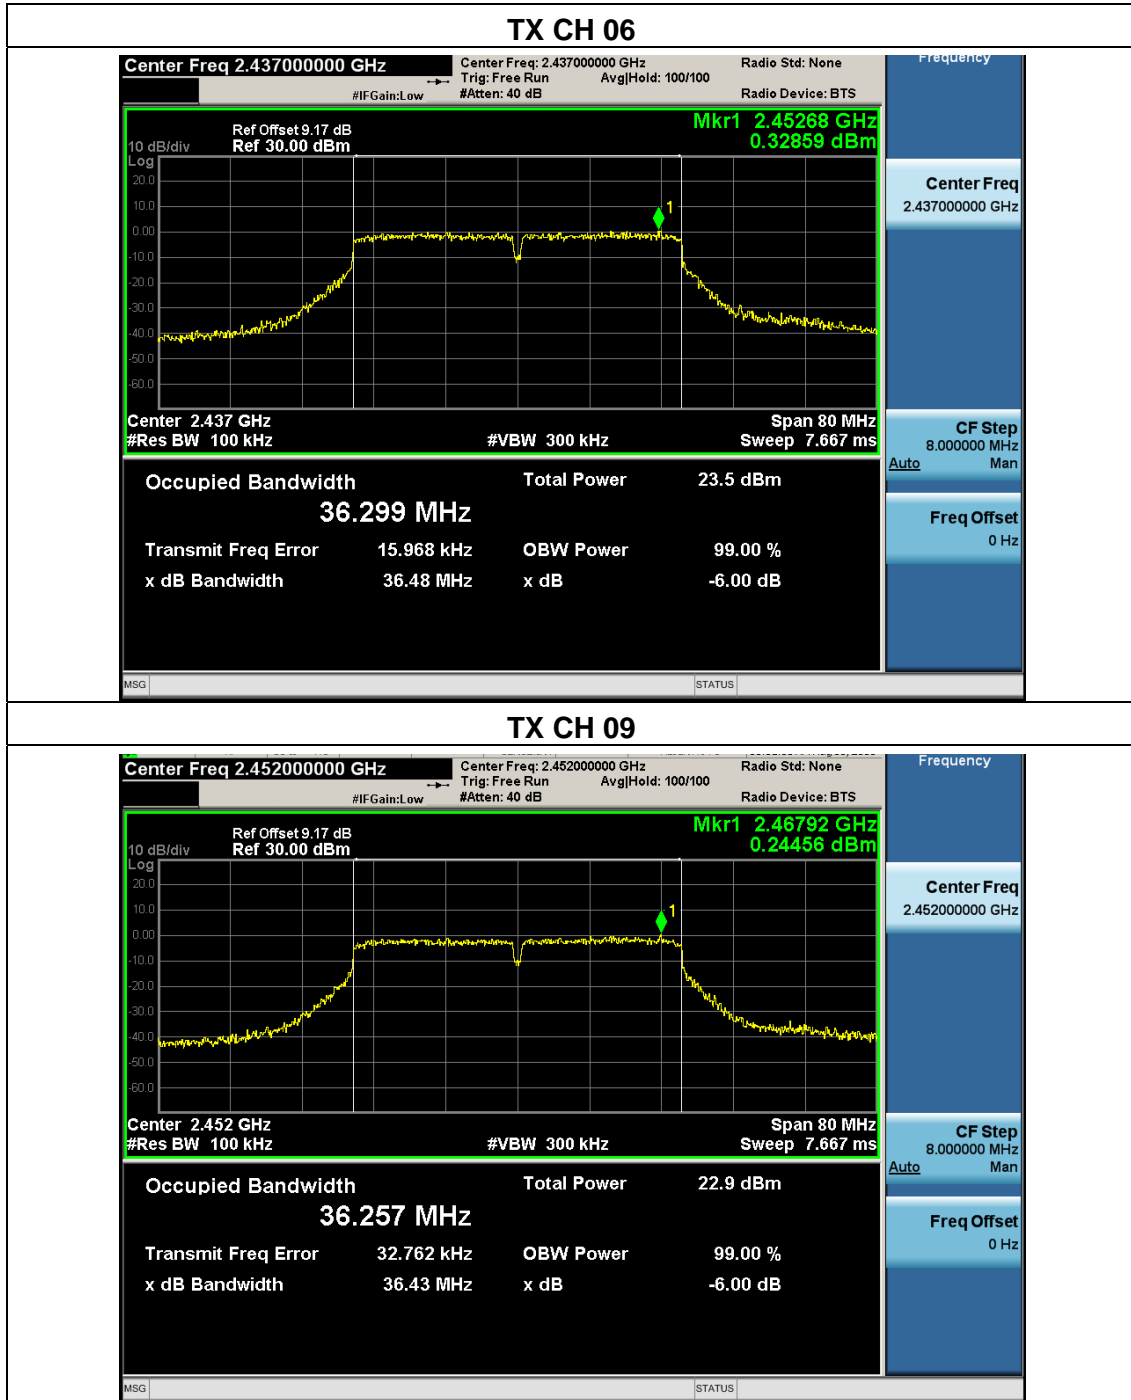 TX CH 06
Center Freq 2.437000000 GHz
#IFGain:Low
Center Freq: 2.437000000 GHz
Trig: Free Run Avg|Hold: 100/100
#Atten: 40 dB
Radio Std: None
Radio Device: BTS
Frequency
Ref Offset 9.17 dB
10 dB/div Ref 30.00 dBm
Mkr1 2.45268 GHz
0.32859 dBm
Log
20.0
10.0
0.00
-10.0
-20.0
-30.0
-40.0
-50.0
-60.0
1
Center 2.437 GHz Span 80 MHz
#Res BW 100 kHz #VBW 300 kHz Sweep 7.667 ms
Occupied Bandwidth Total Power 23.5 dBm
36.299 MHz
Transmit Freq Error 15.968 kHz OBW Power 99.00 %
x dB Bandwidth 36.48 MHz x dB -6.00 dB
Center Freq
2.437000000 GHz
CF Step
8.000000 MHz
Auto Man
Freq Offset
0 Hz
MSG STATUS
TX CH 09
Center Freq 2.452000000 GHz
#IFGain:Low
Center Freq: 2.452000000 GHz
Trig: Free Run Avg|Hold: 100/100
#Atten: 40 dB
Radio Std: None
Radio Device: BTS
Frequency
Ref Offset 9.17 dB
10 dB/div Ref 30.00 dBm
Mkr1 2.46792 GHz
0.24456 dBm
Log
20.0
10.0
0.00
-10.0
-20.0
-30.0
-40.0
-50.0
-60.0
1
Center 2.452 GHz Span 80 MHz
#Res BW 100 kHz #VBW 300 kHz Sweep 7.667 ms
Occupied Bandwidth Total Power 22.9 dBm
36.257 MHz
Transmit Freq Error 32.762 kHz OBW Power 99.00 %
x dB Bandwidth 36.43 MHz x dB -6.00 dB
Center Freq
2.452000000 GHz
CF Step
8.000000 MHz
Auto Man
Freq Offset
0 Hz
MSG STATUS